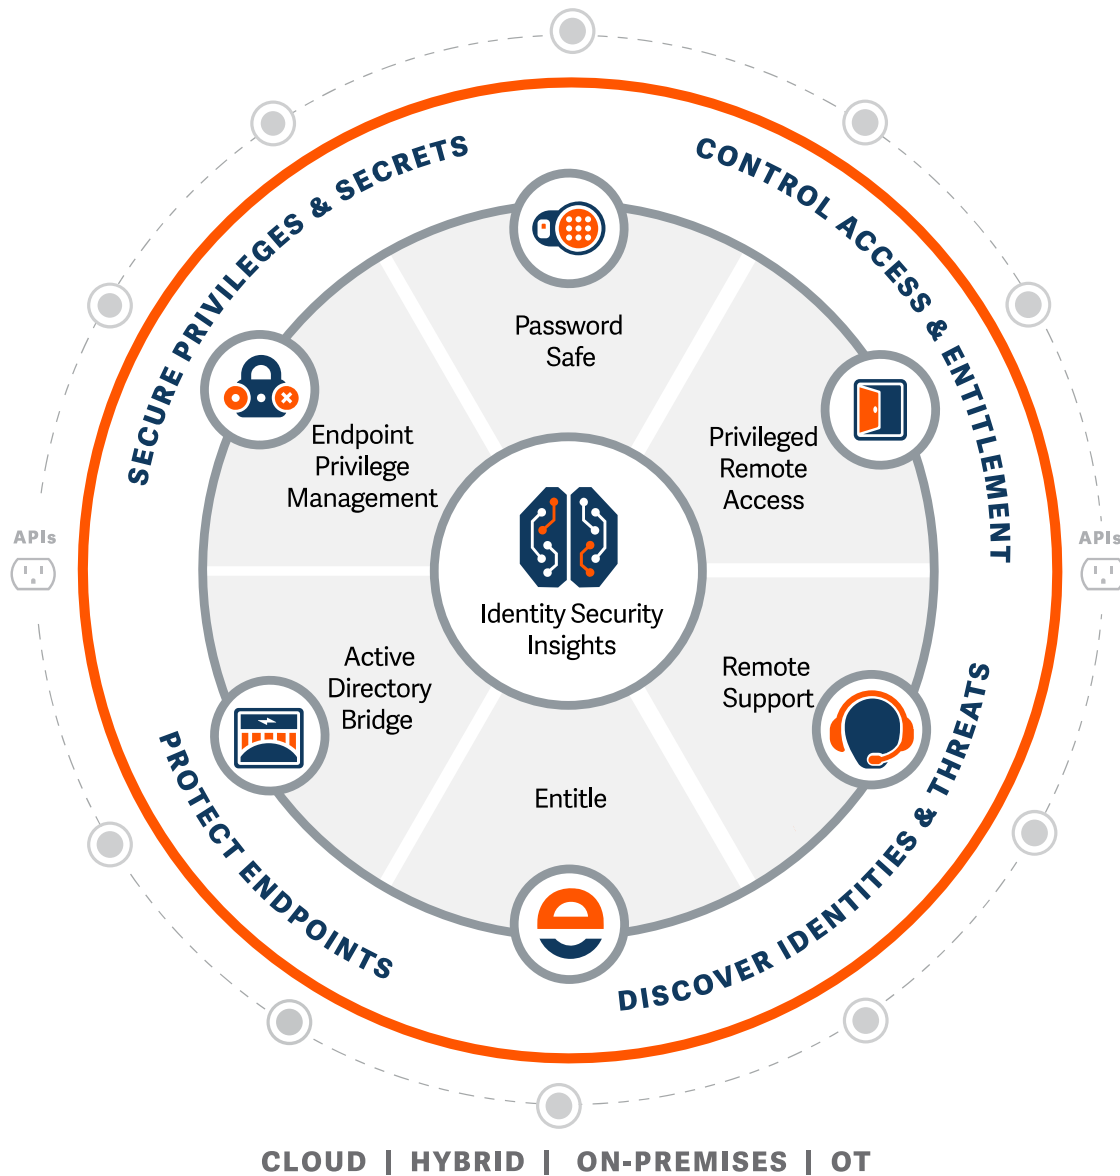 SECURE PRIVILEGES & SECRETS
CONTROL ACCESS & ENTITLEMENT
Password
Safe
Endpoint
Privilege
Management
Privileged
Remote
Access
APIs
APIs
Identity Security
Insights
Active
Directory
Bridge
Remote
Support
Entitle
PROTECT ENDPOINTS
DISCOVER IDENTITIES & THREATS
CLOUD | HYBRID | ON-PREMISES | OT